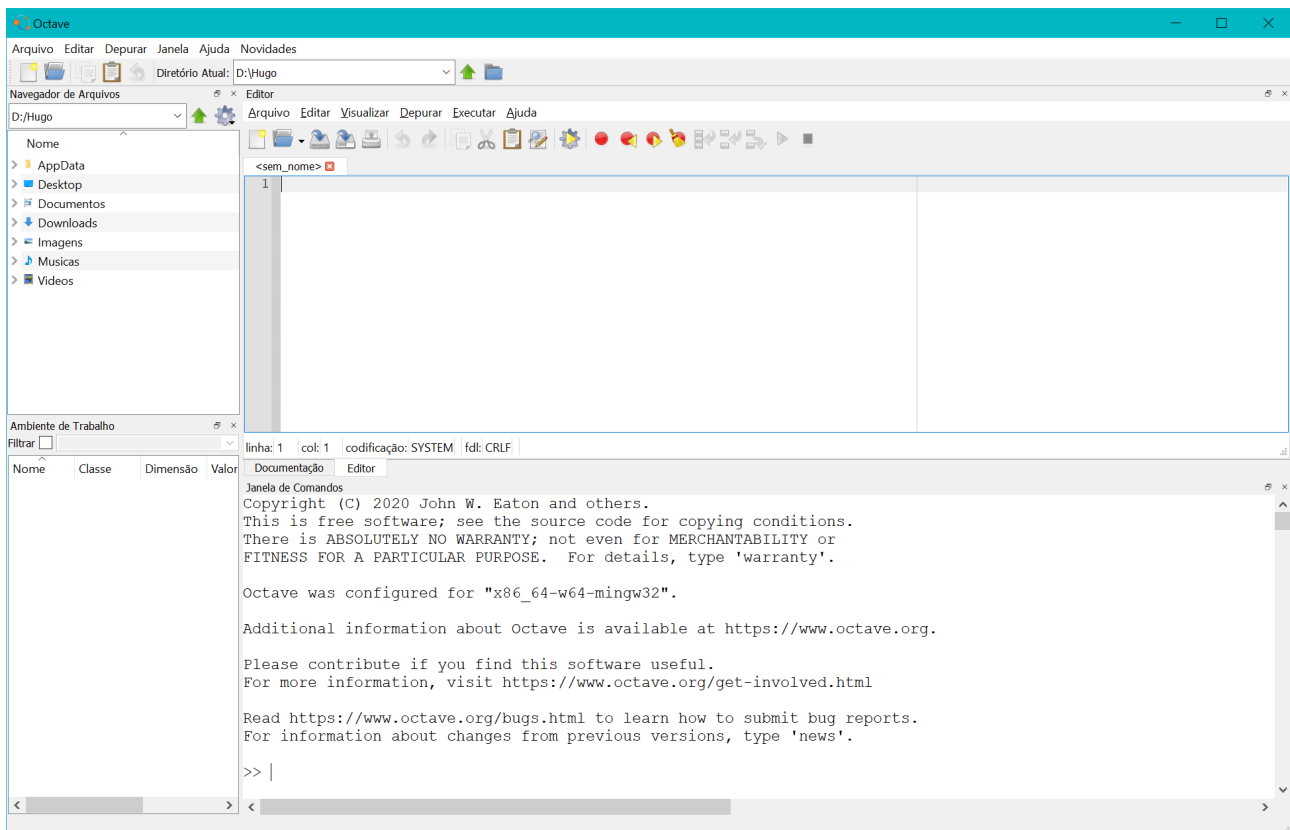 Octave
Arquivo Editar Depurar Janela Ajuda Novidades
Diretório Atual: D:\Hugo
Navegador de Arquivos
D:/Hugo
Nome
AppData
Desktop
Documentos
Downloads
Imagens
Musicas
Videos
Ambiente de Trabalho
Filtrar
Nome Classe Dimensão Valor
Editor
Arquivo Editar Visualizar Depurar Executar Ajuda
<sem_nome>
1
linha: 1 col: 1 codificação: SYSTEM fdl: CRLF
Documentação Editor
Janela de Comandos
Copyright (C) 2020 John W. Eaton and others.
This is free software; see the source code for copying conditions.
There is ABSOLUTELY NO WARRANTY; not even for MERCHANTABILITY or
FITNESS FOR A PARTICULAR PURPOSE.  For details, type 'warranty'.
Octave was configured for "x86_64-w64-mingw32".
Additional information about Octave is available at https://www.octave.org.
Please contribute if you find this software useful.
For more information, visit https://www.octave.org/get-involved.html
Read https://www.octave.org/bugs.html to learn how to submit bug reports.
For information about changes from previous versions, type 'news'.
>>